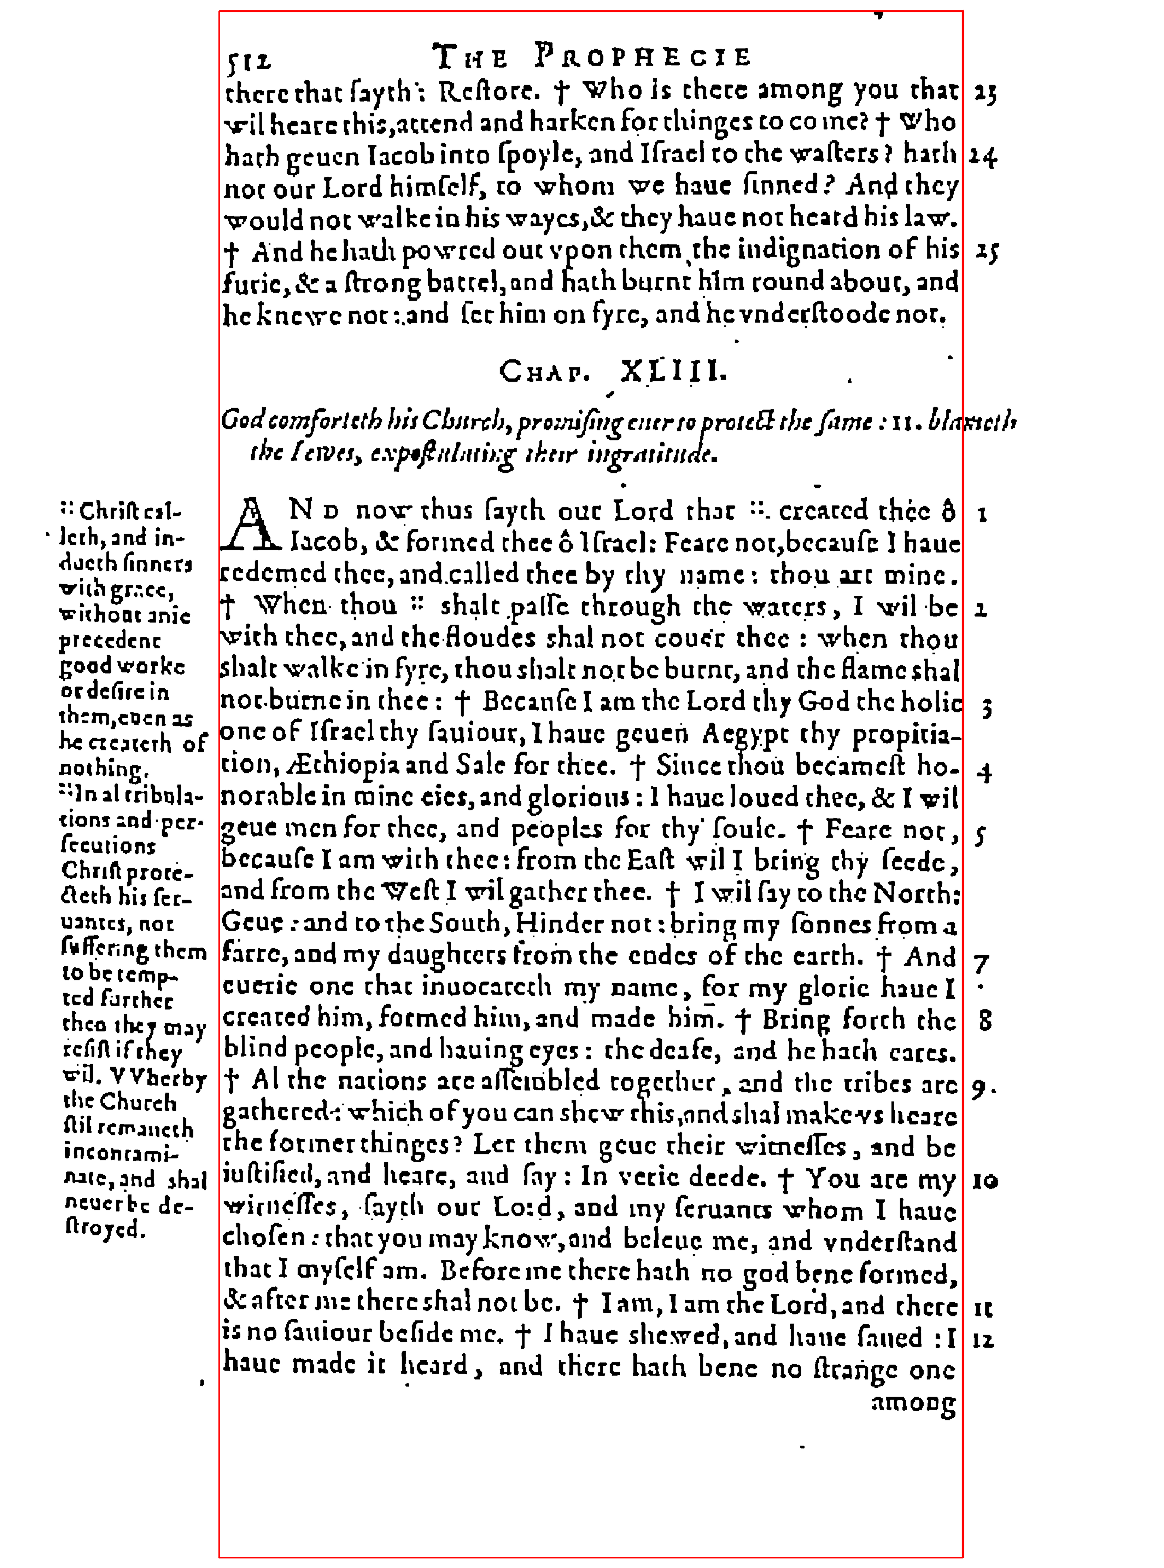 512 THE PROPHECIE
there that ſayth: Reſtore. † Who is there among you that 23
wil heare this, attend and harken for thinges to come? † Who
hath geuen Iacob into ſpoyle, and Iſrael to the waſters? hath 24
not our Lord himſelf, to whom we haue ſinned? And they
would not walke in his wayes, & they haue not heard his law.
† And he hath powred out vpon them the indignation of his 25
furie, & a ſtrong battel, and hath burnt him round about, and
he knewe not: and ſet him on fyre, and he vnderſtoode not.
CHAP. XLIII.
God comforteth his Church, promiſing euer to protect the ſame: 11. blameth
the Iewes, expoſtulating their ingratitude.
AND now thus ſayth our Lord that :: created thee ô 1
Iacob, & formed thee ô Iſrael: Feare not, becauſe I haue
redemed thee, and called thee by thy name: thou art mine.
† When thou :: shalt paſſe through the waters, I wil be 2
with thee, and the floudes shal not couer thee: when thou
shalt walke in fyre, thou shalt not be burnt, and the flame shal
not burne in thee: † Becauſe I am the Lord thy God the holie 3
one of Iſrael thy ſauiour, I haue geuen Aegypt thy propitia-
tion, Æthiopia and Saba for thee. † Since thou becameſt ho- 4
norable in mine eies, and glorious: I haue loued thee, & I wil
geue men for thee, and peoples for thy ſoule. † Feare not, 5
becauſe I am with thee: from the Eaſt wil I bring thy ſeede,
and from the Weſt I wil gather thee. † I wil ſay to the North:
Geue: and to the South, Hinder not: bring my ſonnes from a
farre, and my daughters from the endes of the earth. † And 7
euerie one that inuocateth my name, for my glorie haue I
created him, formed him, and made him. † Bring forth the 8
blind people, and hauing eyes: the deafe, and he hath eares.
† Al the nations are aſſembled together, and the tribes are 9.
gathered: which of you can shew this, and shal make vs heare
the former thinges? Let them geue their witneſſes, and be
iuſtified, and heare, and ſay: In verie deede. † You are my 10
witneſſes, ſayth our Lord, and my ſeruants whom I haue
choſen: that you may know, and beleue me, and vnderſtand
that I myſelf am. Before me there hath no god bene formed,
& after me there shal not be. † I am, I am the Lord, and there 11
is no ſauiour beſide me. † I haue shewed, and haue ſaued: I 12
haue made it heard, and there hath bene no ſtrange one
among
:: Chriſt cal-
leth, and in-
dueth ſinners
with grace,
without anie
precedent
good worke
or deſire in
them, euen as
he createth of
nothing.
:: In al tribula-
tions and per-
ſecutions
Chriſt prote-
cteth his ſer-
uantes, not
ſuffering them
to be temp-
ted further
then they may
reſiſt if they
wil. VVherby
the Church
ſtil remaineth
incontami-
nate, and shal
neuer be de-
ſtroyed.